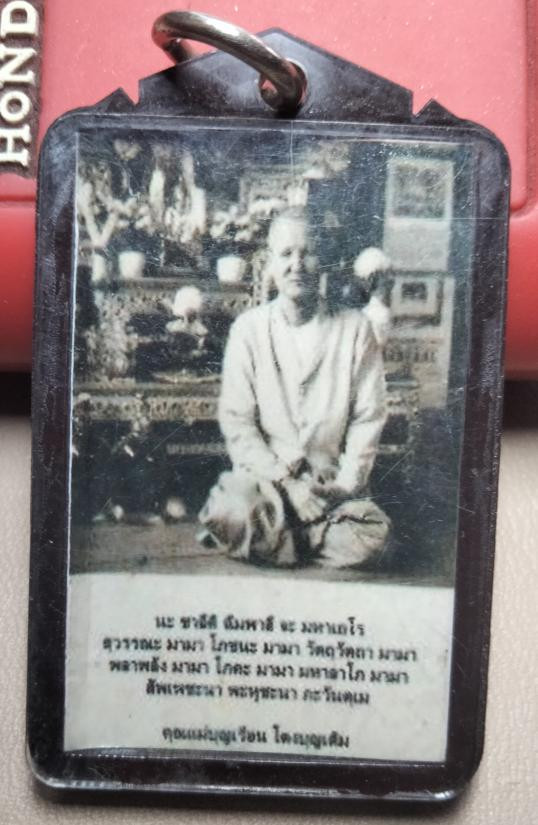 HOND
นะ ชาลีติ ฉิมพาลี จะ มหาเถโร
สุวรรณะ มามา โภชนะ มามา วัตถุวัตถา มามา
พลาพลัง มามา โภคะ มามา มหาลาโภ มามา
สัพเพชะนา พะหูชะนา ภะวันตุเม
คุณแม่บุญเรือน โตงบุญเติม